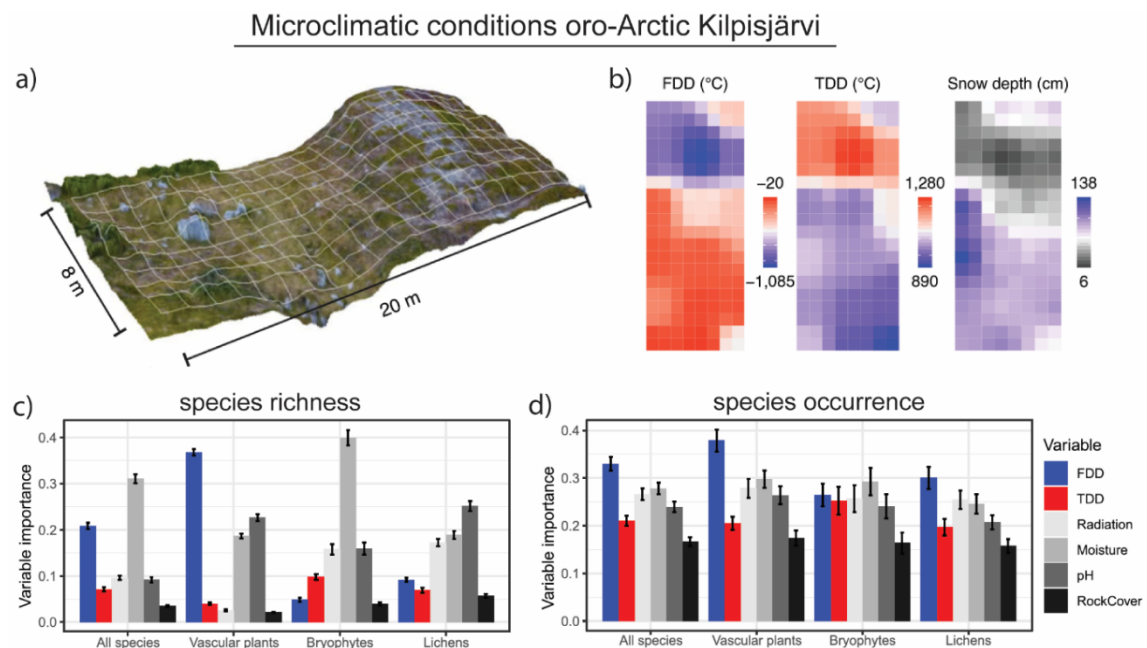 Microclimatic conditions oro-Arctic Kilpisjärvi
a)
8 m
20 m
b)
FDD (°C)
TDD (°C)
Snow depth (cm)
−20
−1,085
1,280
890
138
6
c)
species richness
Variable importance
0.4
0.3
0.2
0.1
0.0
All species
Vascular plants
Bryophytes
Lichens
d)
species occurrence
Variable importance
0.4
0.3
0.2
0.1
0.0
All species
Vascular plants
Bryophytes
Lichens
Variable
FDD
TDD
Radiation
Moisture
pH
RockCover